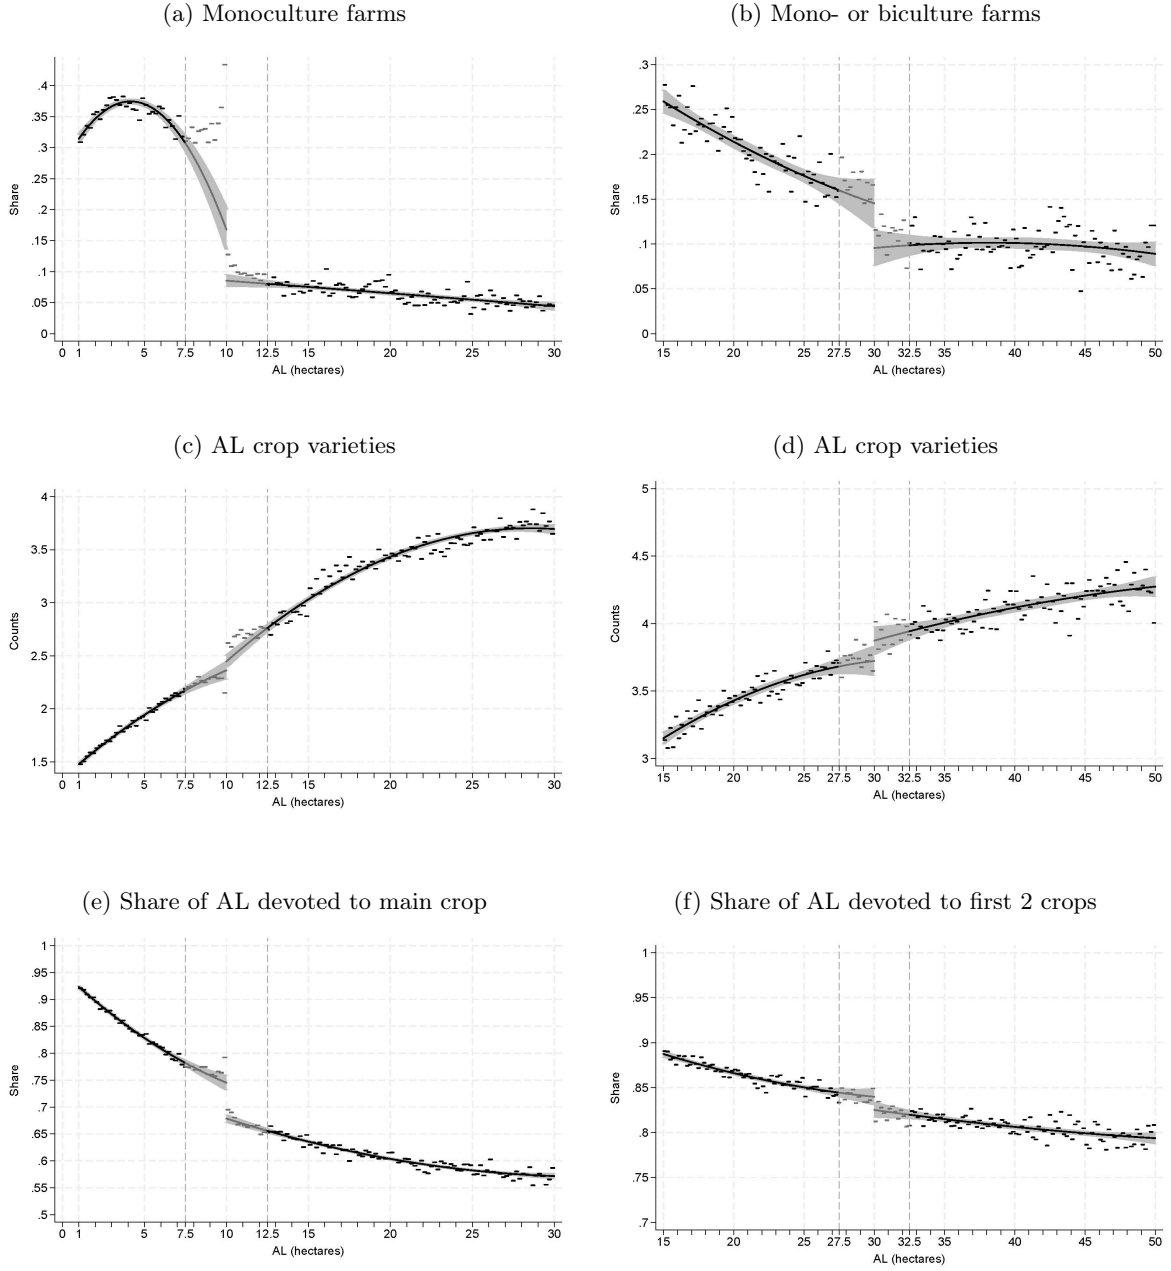 (a) Monoculture farms
.4
.35
.3
.25
.2
.15
.1
.05
0
Share
0 1 5 7.5 10 12.5 15 20 25 30
AL (hectares)
(b) Mono- or biculture farms
.3
.25
.2
.15
.1
.05
0
Share
15 20 25 27.5 30 32.5 35 40 45 50
AL (hectares)
(c) AL crop varieties
4
3.5
3
2.5
2
1.5
Counts
0 1 5 7.5 10 12.5 15 20 25 30
AL (hectares)
(d) AL crop varieties
5
4.5
4
3.5
3
Counts
15 20 25 27.5 30 32.5 35 40 45 50
AL (hectares)
(e) Share of AL devoted to main crop
1
.95
.9
.85
.8
.75
.7
.65
.6
.55
.5
Share
0 1 5 7.5 10 12.5 15 20 25 30
AL (hectares)
(f) Share of AL devoted to first 2 crops
1
.95
.9
.85
.8
.75
.7
Share
15 20 25 27.5 30 32.5 35 40 45 50
AL (hectares)